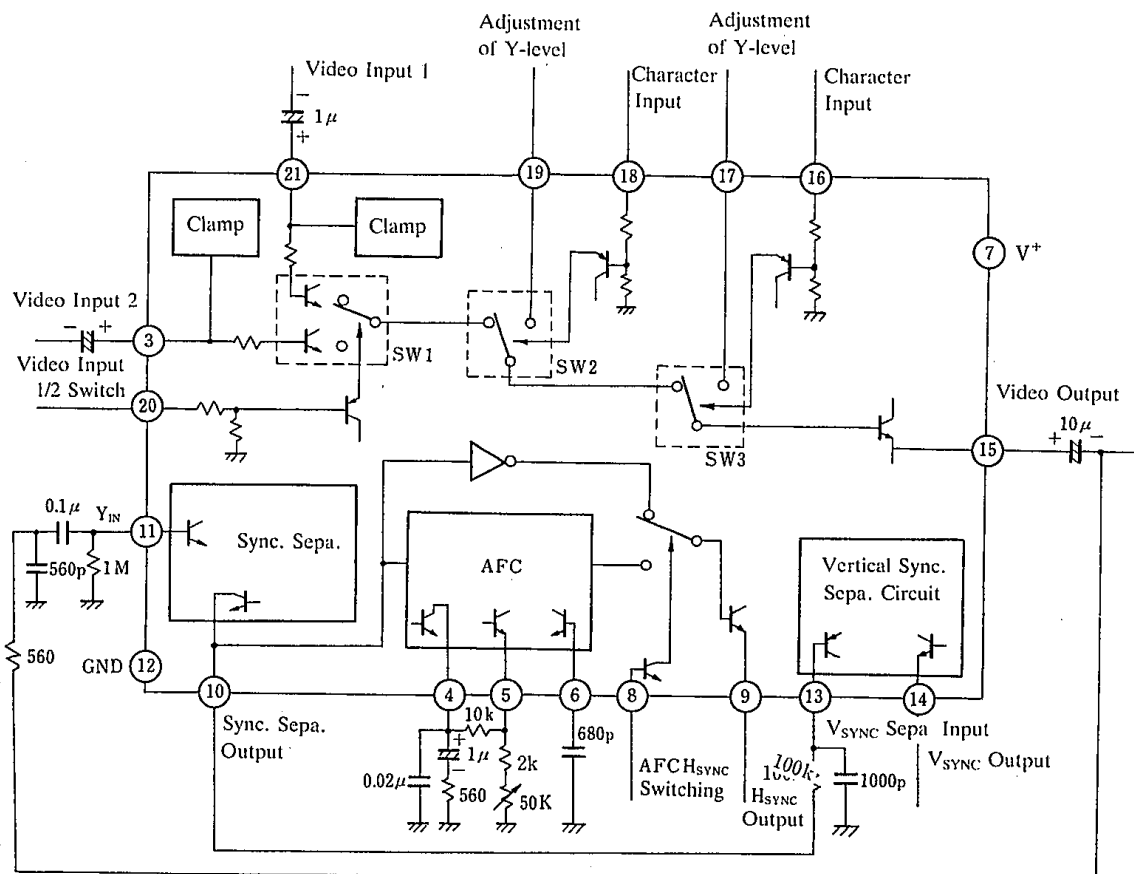 Adjustment
of Y-level
Adjustment
of Y-level
Video Input 1
Character
Input
Character
Input
1μ
21
19
18
17
16
Clamp
Clamp
7
V+
Video Input 2
3
SW1
SW2
Video Input
1/2 Switch
20
SW3
Video Output
10μ
15
0.1μ
YIN
11
Sync. Sepa.
AFC
Vertical Sync.
Sepa. Circuit
560p
1M
560
GND
12
10
4
5
6
8
9
13
14
Sync. Sepa.
Output
10k
680p
VSYNC Sepa Input
VSYNC Output
1μ
2k
AFC HSYNC
Switching
100k
0.02μ
560
50K
HSYNC
Output
1000p